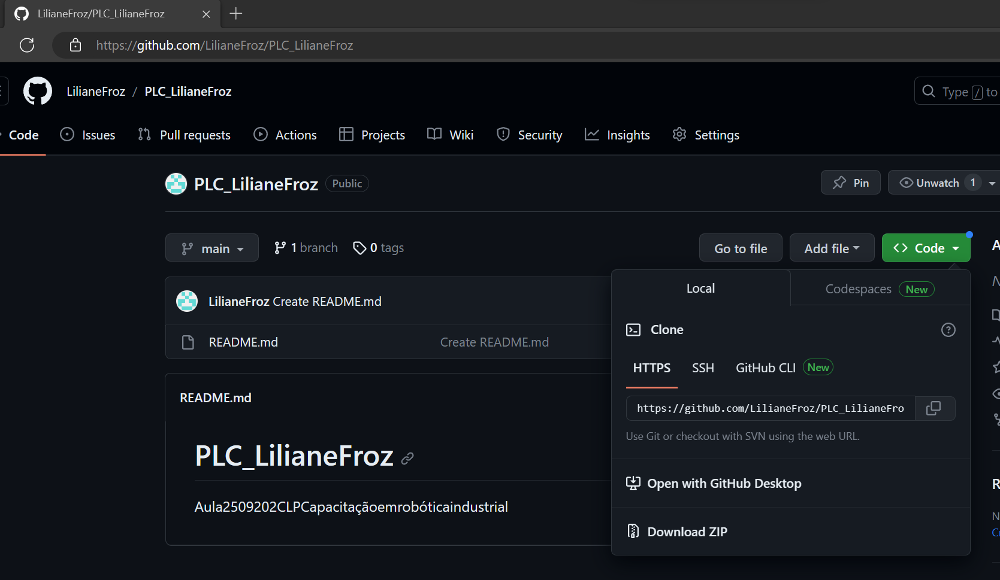 LilianeFroz/PLC_LilianeFroz
https://github.com/LilianeFroz/PLC_LilianeFroz
LilianeFroz / PLC_LilianeFroz
Type / to
Code Issues Pull requests Actions Projects Wiki Security Insights Settings
PLC_LilianeFroz Public
Pin Unwatch 1
main 1 branch 0 tags
Go to file Add file <> Code
LilianeFroz Create README.md
README.md Create README.md
README.md
PLC_LilianeFroz
Aula2509202CLPCapacitaçãoemrobóticaindustrial
Local Codespaces New
Clone
HTTPS SSH GitHub CLI New
https://github.com/LilianeFroz/PLC_LilianeFro
Use Git or checkout with SVN using the web URL.
Open with GitHub Desktop
Download ZIP